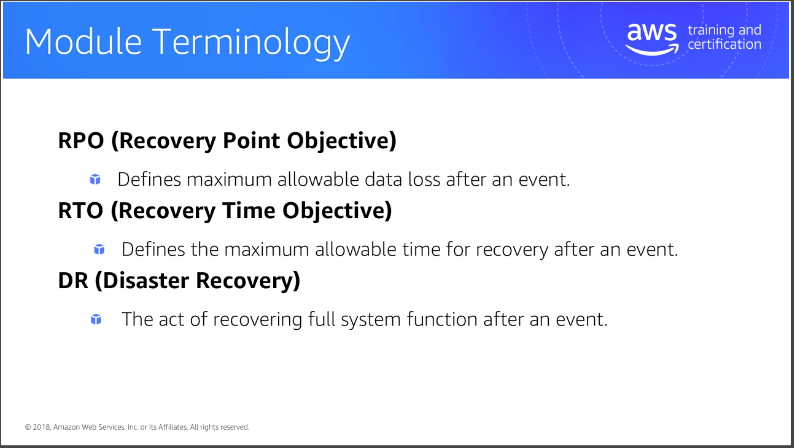 Module Terminology
aws training and
certification
RPO (Recovery Point Objective)
Defines maximum allowable data loss after an event.
RTO (Recovery Time Objective)
Defines the maximum allowable time for recovery after an event.
DR (Disaster Recovery)
The act of recovering full system function after an event.
© 2018, Amazon Web Services, Inc. or its Affiliates. All rights reserved.